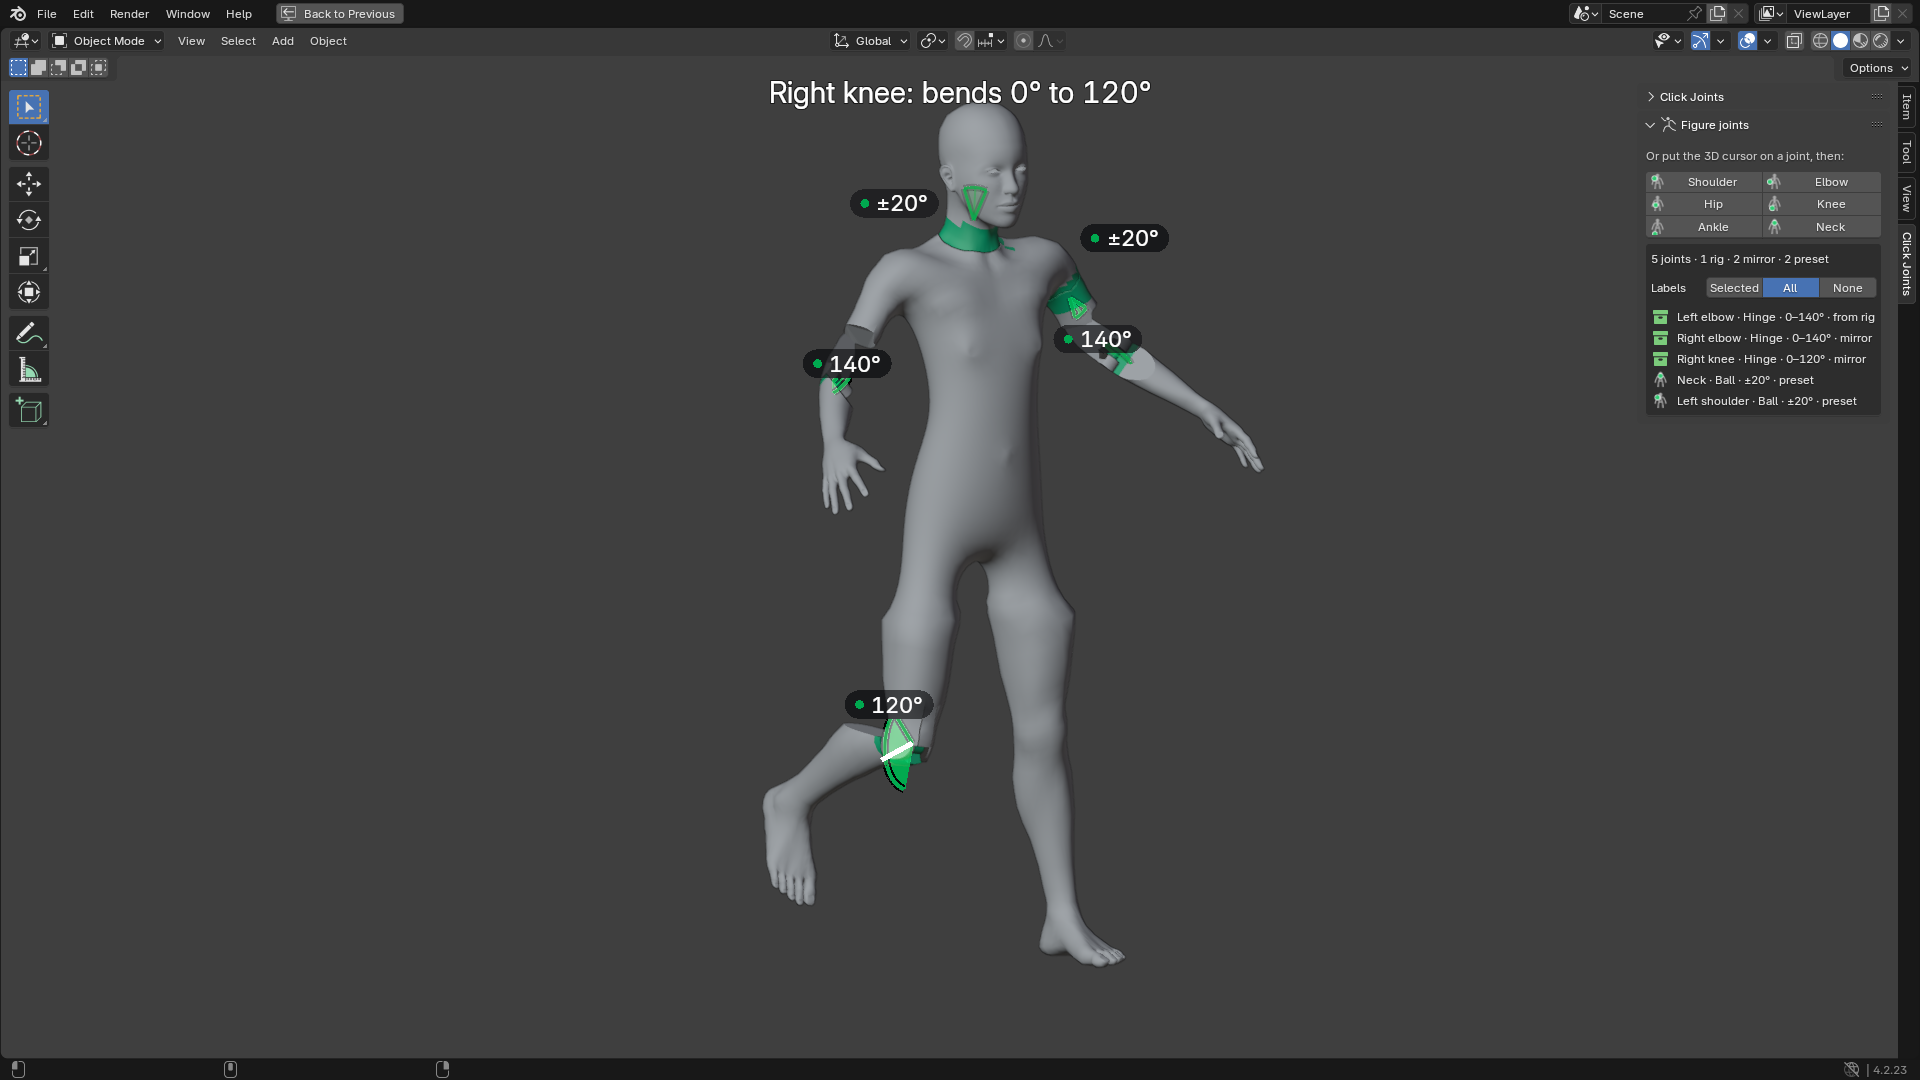 File Edit Render Window Help Back to Previous Scene ViewLayer
Object Mode View Select Add Object Global
Options
Right knee: bends 0° to 120°
±20°
±20°
140°
140°
120°
Click Joints
Figure joints
Or put the 3D cursor on a joint, then:
Shoulder Elbow
Hip Knee
Ankle Neck
5 joints · 1 rig · 2 mirror · 2 preset
Labels Selected All None
Left elbow · Hinge · 0–140° · from rig
Right elbow · Hinge · 0–140° · mirror
Right knee · Hinge · 0–120° · mirror
Neck · Ball · ±20° · preset
Left shoulder · Ball · ±20° · preset
Item
Tool
View
Click Joints
4.2.23